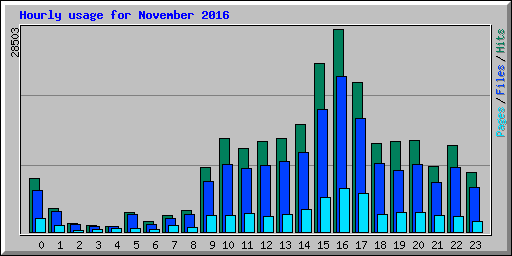 Hourly usage for November 2016
28503
Pages/Files/Hits
0 1 2 3 4 5 6 7 8 9 10 11 12 13 14 15 16 17 18 19 20 21 22 23